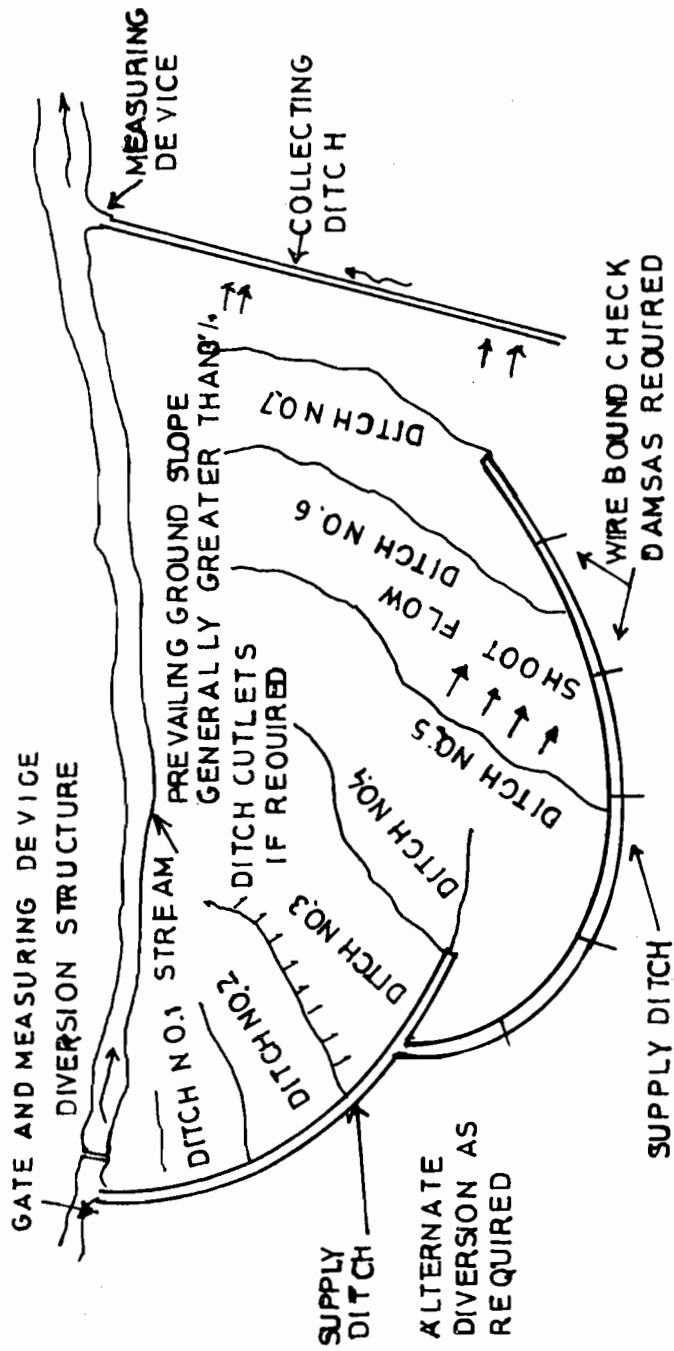 GATE AND MEASURING DEVICE
DIVERSION STRUCTURE
MEASURING
DEVICE
PREVAILING GROUND SLOPE
GENERALLY GREATER THAN 3%
STREAM
DITCH CUTLETS
IF REQUIRED
COLLECTING
DITCH
DITCH NO.1
DITCH NO.2
DITCH NO.3
DITCH NO.4
DITCH NO.5
SHOOT FLOW
DITCH NO. 6
DITCH NO.7
SUPPLY
DITCH
ALTERNATE
DIVERSION AS
REQUIRED
SUPPLY DITCH
WIRE BOUND CHECK
DAMSAS REQUIRED